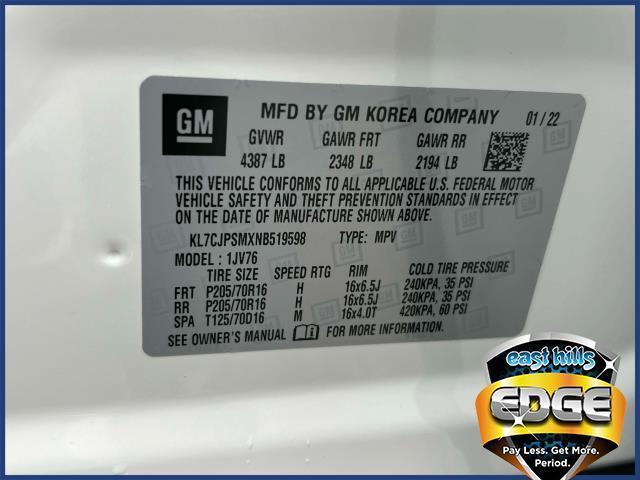 GM MFD BY GM KOREA COMPANY 01/22
GVWR GAWR FRT GAWR RR
4387 LB 2348 LB 2194 LB
THIS VEHICLE CONFORMS TO ALL APPLICABLE U.S. FEDERAL MOTOR
VEHICLE SAFETY AND THEFT PREVENTION STANDARDS IN EFFECT
ON THE DATE OF MANUFACTURE SHOWN ABOVE.
KL7CJPSMXNB519598 TYPE: MPV
MODEL : 1JV76
TIRE SIZE SPEED RTG RIM COLD TIRE PRESSURE
FRT P205/70R16 H 16x6.5J 240KPA, 35 PSI
RR P205/70R16 H 16x6.5J 240KPA, 35 PSI
SPA T125/70D16 M 16x4.0T 420KPA, 60 PSI
SEE OWNER'S MANUAL FOR MORE INFORMATION.
east hills
EDGE
Pay Less. Get More.
Period.